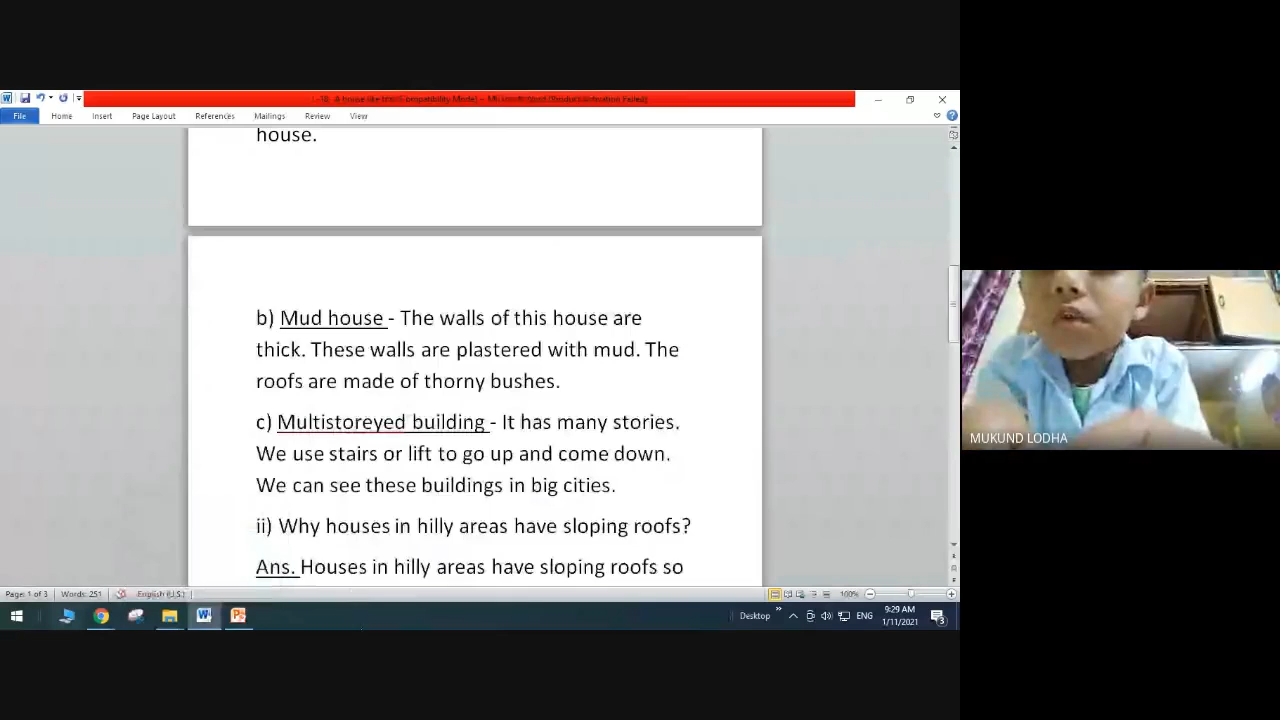 File Home Insert Page Layout References Mailings Review View
house.
b) Mud house - The walls of this house are
thick. These walls are plastered with mud. The
roofs are made of thorny bushes.
c) Multistoreyed building - It has many stories.
We use stairs or lift to go up and come down.
We can see these buildings in big cities.
ii) Why houses in hilly areas have sloping roofs?
Ans. Houses in hilly areas have sloping roofs so
MUKUND LODHA
Page: 1 of 3 Words: 251 English (U.S.) 100%
Desktop ENG 9:29 AM
1/11/2021